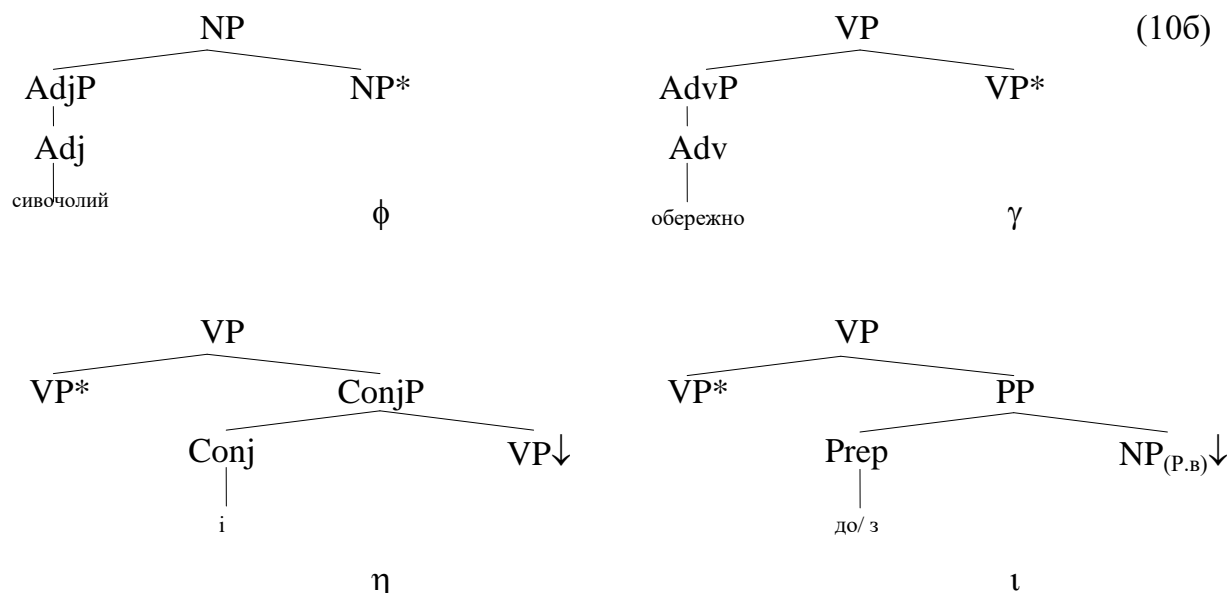 NP VP (10б)
AdjP NP* AdvP VP*
Adj Adv
сивочолий ϕ обережно γ
VP VP
VP* ConjP VP* PP
Conj VP↓ Prep NP(Р.в)↓
і до/ з
η ι